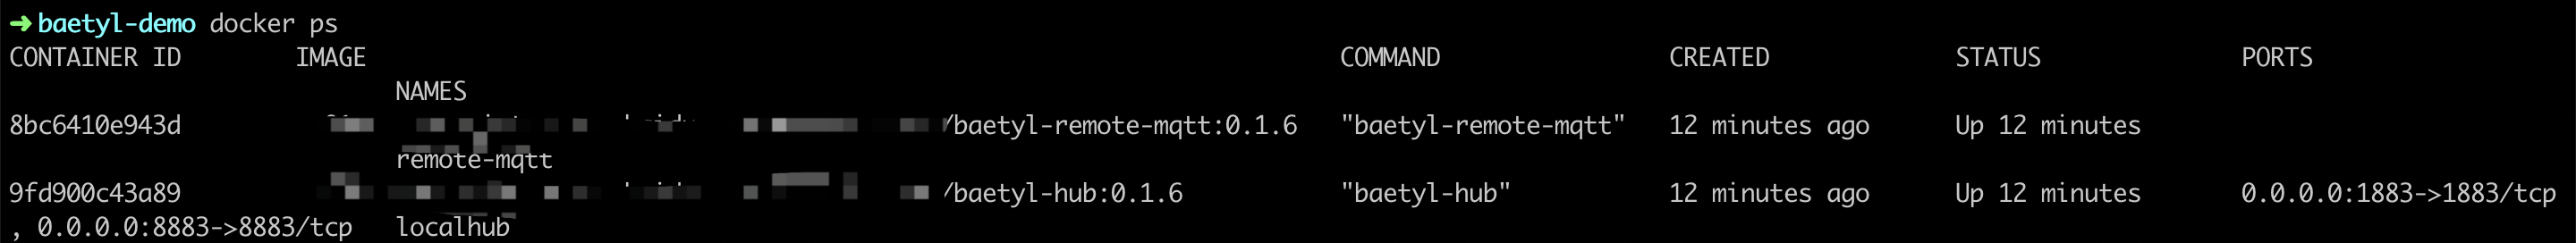 ➜ baetyl-demo docker ps
CONTAINER ID IMAGE COMMAND CREATED STATUS PORTS
NAMES
8bc6410e943d /baetyl-remote-mqtt:0.1.6 "baetyl-remote-mqtt" 12 minutes ago Up 12 minutes
remote-mqtt
9fd900c43a89 /baetyl-hub:0.1.6 "baetyl-hub" 12 minutes ago Up 12 minutes 0.0.0.0:1883->1883/tcp
, 0.0.0.0:8883->8883/tcp localhub